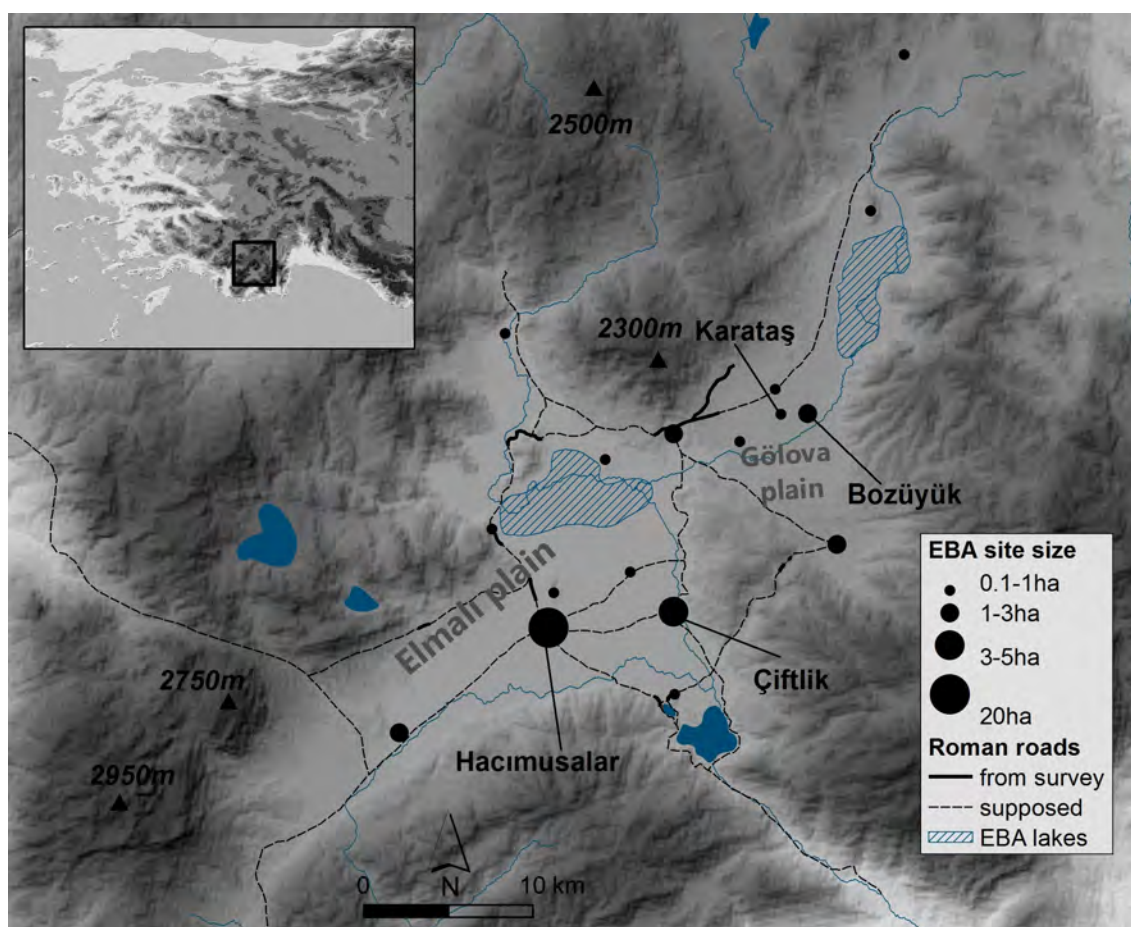 2500m
2300m
Karataş
Gölova
plain
Bozüyük
Elmalı plain
Çiftlik
2750m
2950m
Hacımusalar
EBA site size
0.1-1ha
1-3ha
3-5ha
20ha
Roman roads
from survey
supposed
EBA lakes
N
0 10 km